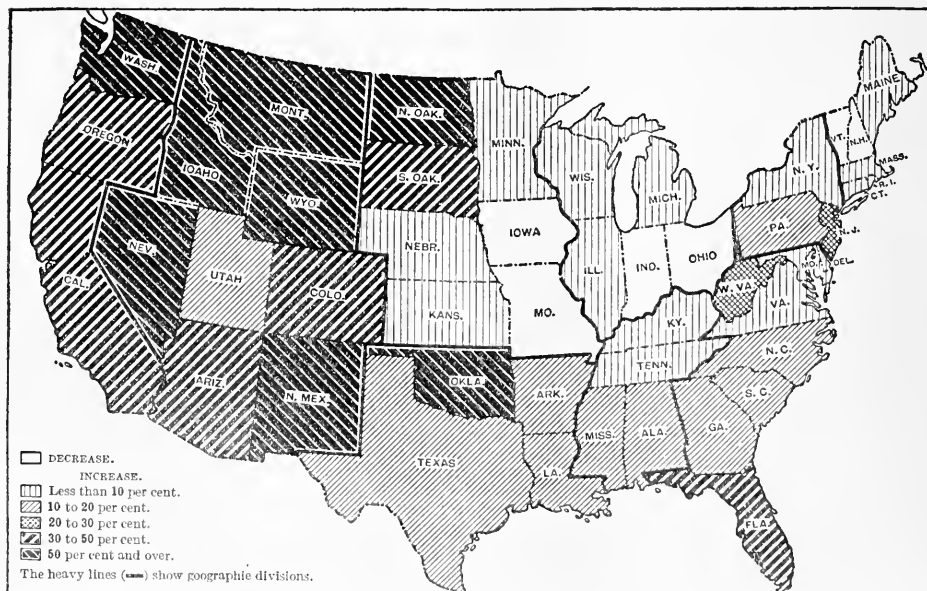 WASH.
MONT.
N. OAK.
MINN.
MAINE
OREGON
IDAHO
S. OAK.
WIS.
MICH.
N. Y.
VT.
N.H.
MASS.
R. I.
CT.
WYO.
NEBR.
IOWA
PA.
N. J.
NEV.
UTAH
COLO.
KANS.
MO.
ILL.
IND.
OHIO
W. VA.
MD.
DEL.
VA.
CAL.
KY.
TENN.
N. C.
ARIZ.
N. MEX.
OKLA.
ARK.
S. C.
TEXAS
LA.
MISS.
ALA.
GA.
FLA.
DECREASE.
INCREASE.
Less than 10 per cent.
10 to 20 per cent.
20 to 30 per cent.
30 to 50 per cent.
50 per cent and over.
The heavy lines (▬) show geographic divisions.